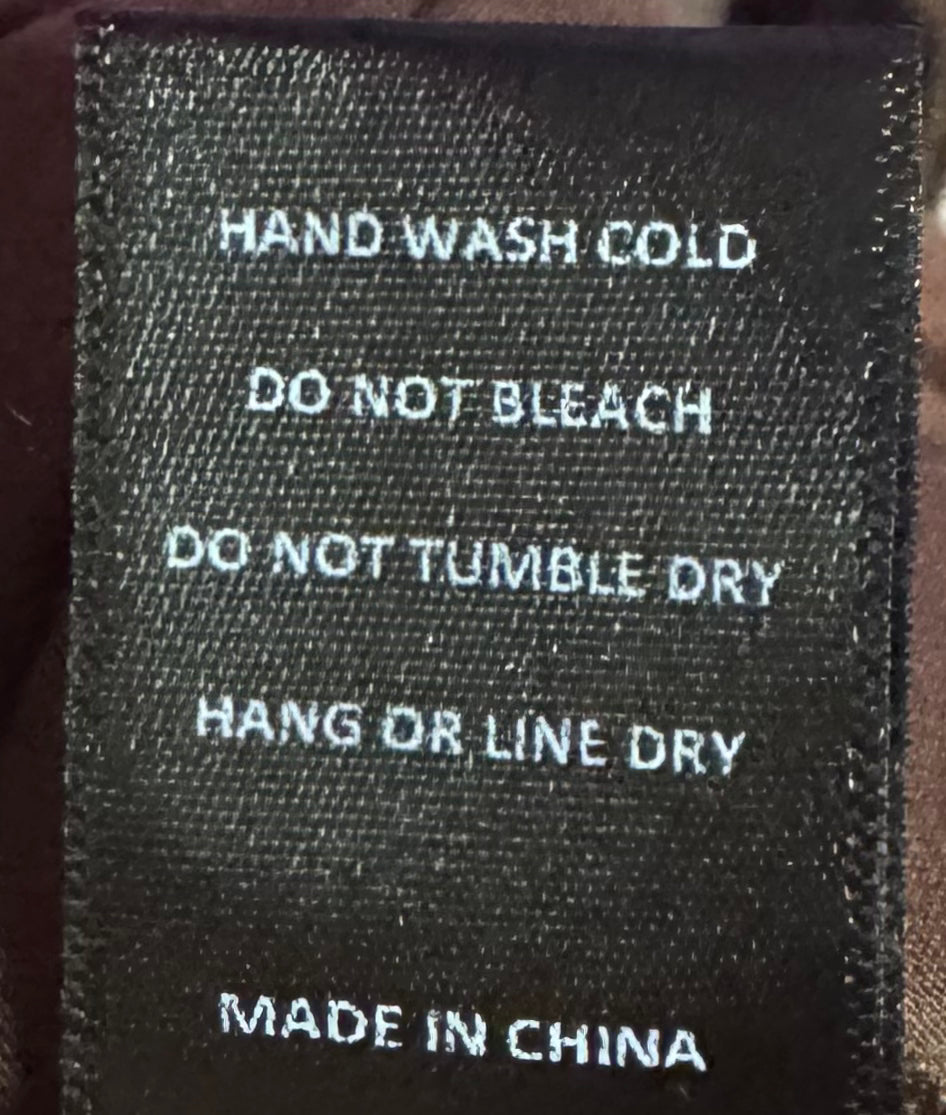 HAND WASH COLD
DO NOT BLEACH
DO NOT TUMBLE DRY
HANG OR LINE DRY
MADE IN CHINA